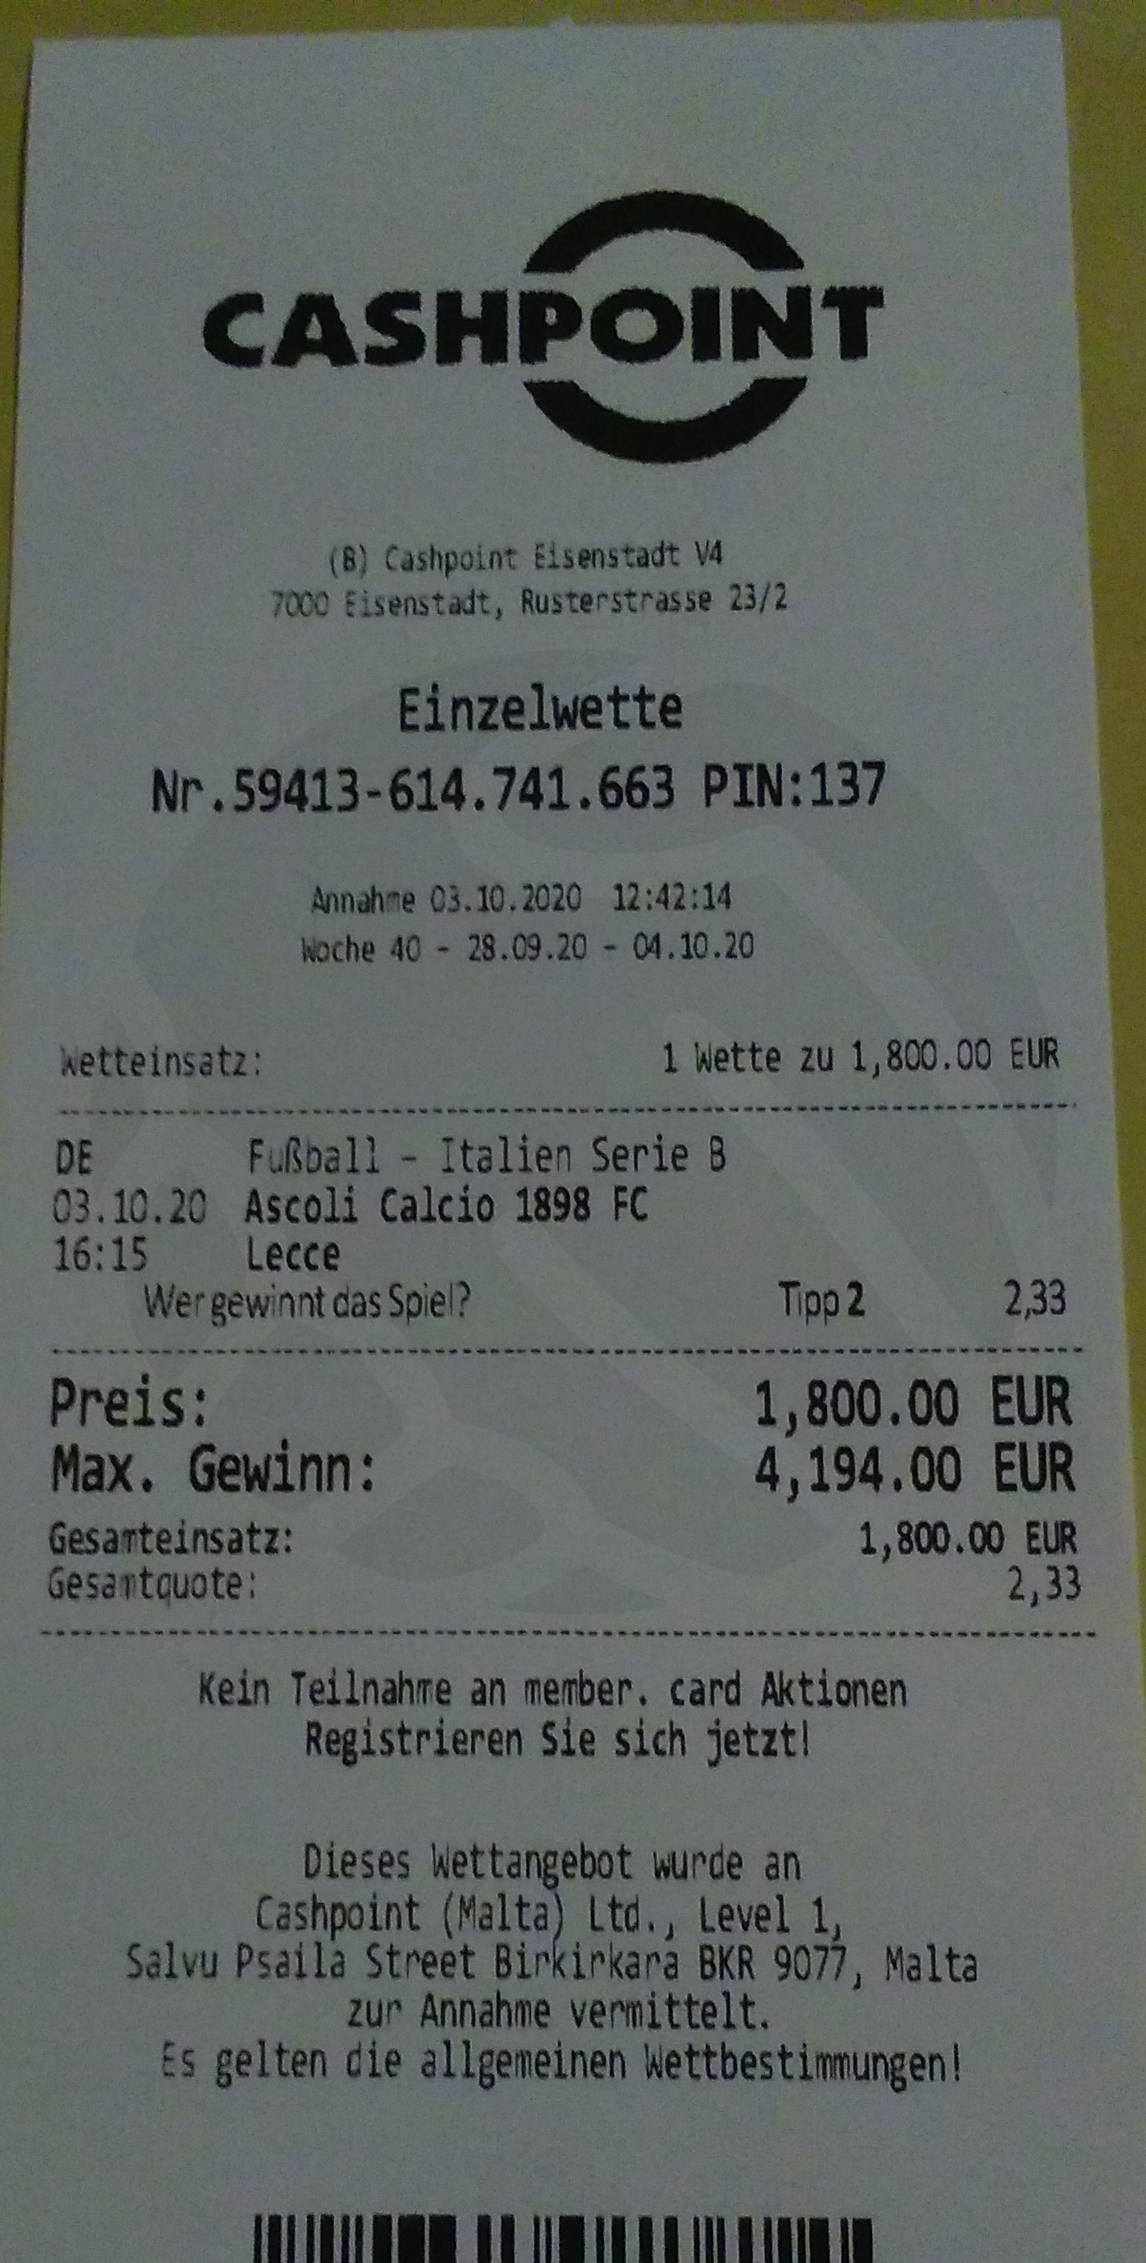 CASHPOINT
(B) Cashpoint Eisenstadt V4
7000 Eisenstadt, Rusterstrasse 23/2
Einzelwette
Nr.59413-614.741.663 PIN:137
Annahme 03.10.2020 12:42:14
Woche 40 - 28.09.20 - 04.10.20
Wetteinsatz: 1 Wette zu 1,800.00 EUR
DE Fußball - Italien Serie B
03.10.20 Ascoli Calcio 1898 FC
16:15 Lecce
Wer gewinnt das Spiel? Tipp 2 2,33
Preis: 1,800.00 EUR
Max. Gewinn: 4,194.00 EUR
Gesamteinsatz: 1,800.00 EUR
Gesamtquote: 2,33
Kein Teilnahme an member. card Aktionen
Registrieren Sie sich jetzt!
Dieses Wettangebot wurde an
Cashpoint (Malta) Ltd., Level 1,
Salvu Psaila Street Birkirkara BKR 9077, Malta
zur Annahme vermittelt.
Es gelten die allgemeinen Wettbestimmungen!